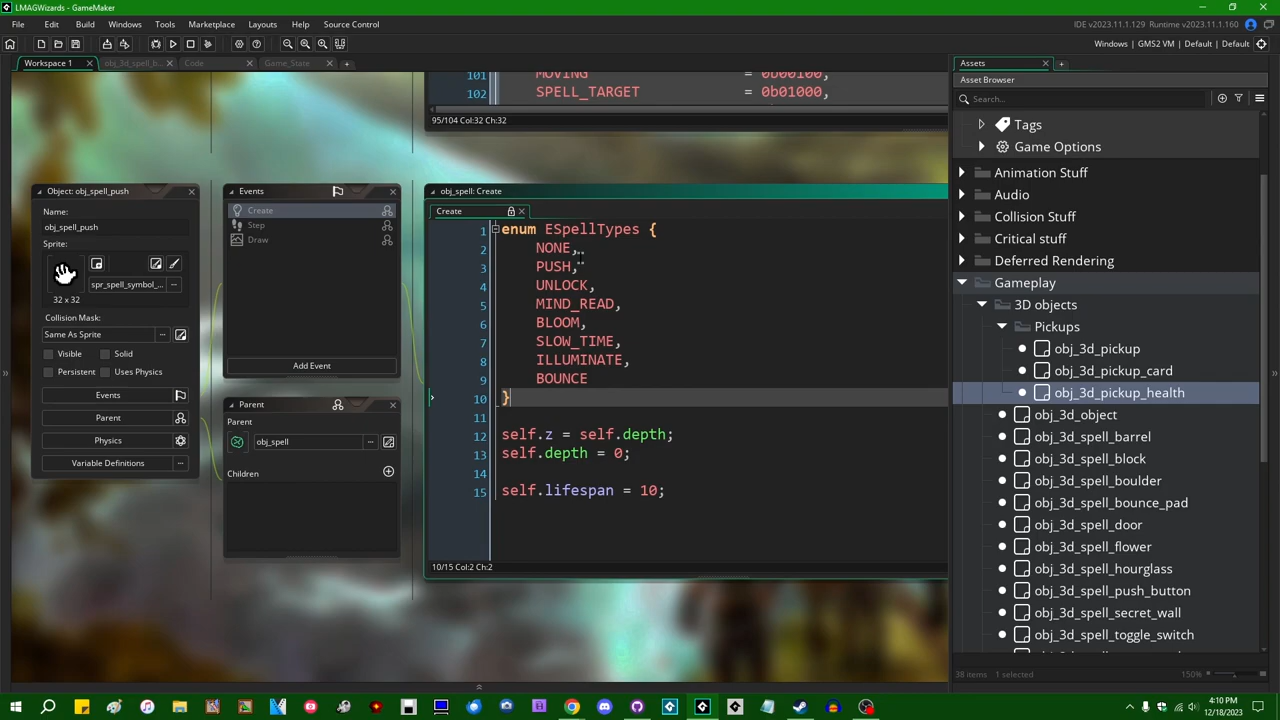 LMAGWizards - GameMaker
File Edit Build Windows Tools Marketplace Layouts Help Source Control
IDE v2023.11.1.129 Runtime v2023.11.1.160
Windows | GMS2 VM | Default | Default
Workspace 1 obj_3d_spell_b... Code Game_State
101 MOVING = 0b00100,
102 SPELL_TARGET = 0b01000,
95/104 Col:32 Ch:32
Object: obj_spell_push
Name:
obj_spell_push
Sprite:
spr_spell_symbol_...
32 x 32
Collision Mask:
Same As Sprite
Visible Solid
Persistent Uses Physics
Events
Parent
Physics
Variable Definitions
Events
Create
Step
Draw
Add Event
Parent
Parent
obj_spell
Children
obj_spell: Create
Create
1 enum ESpellTypes {
2 NONE,
3 PUSH,
4 UNLOCK,
5 MIND_READ,
6 BLOOM,
7 SLOW_TIME,
8 ILLUMINATE,
9 BOUNCE
10 }
11
12 self.z = self.depth;
13 self.depth = 0;
14
15 self.lifespan = 10;
10/15 Col:2 Ch:2
Assets
Asset Browser
Search...
Tags
Game Options
Animation Stuff
Audio
Collision Stuff
Critical stuff
Deferred Rendering
Gameplay
3D objects
Pickups
obj_3d_pickup
obj_3d_pickup_card
obj_3d_pickup_health
obj_3d_object
obj_3d_spell_barrel
obj_3d_spell_block
obj_3d_spell_boulder
obj_3d_spell_bounce_pad
obj_3d_spell_door
obj_3d_spell_flower
obj_3d_spell_hourglass
obj_3d_spell_push_button
obj_3d_spell_secret_wall
obj_3d_spell_toggle_switch
38 items 1 selected
150%
4:10 PM
12/18/2023